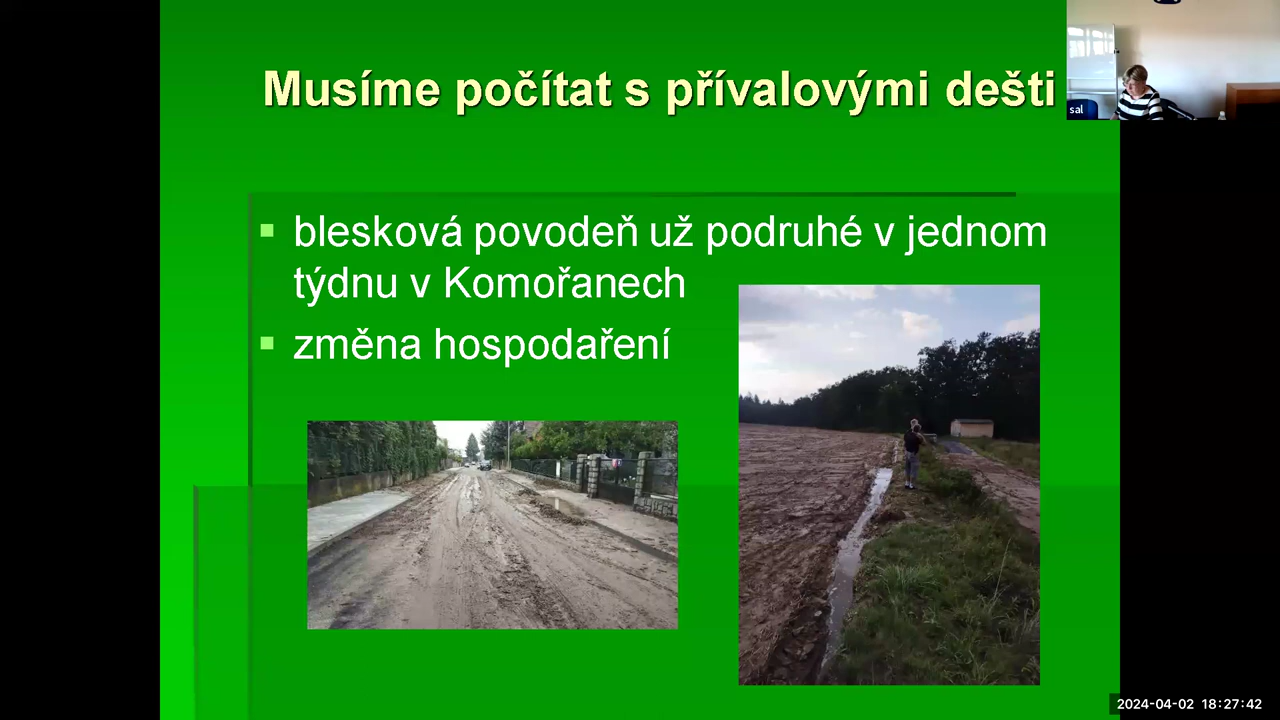 Musíme počítat s přívalovými dešti
sal
blesková povodeň už podruhé v jednom
týdnu v Komořanech
změna hospodaření
2024-04-02 18:27:42